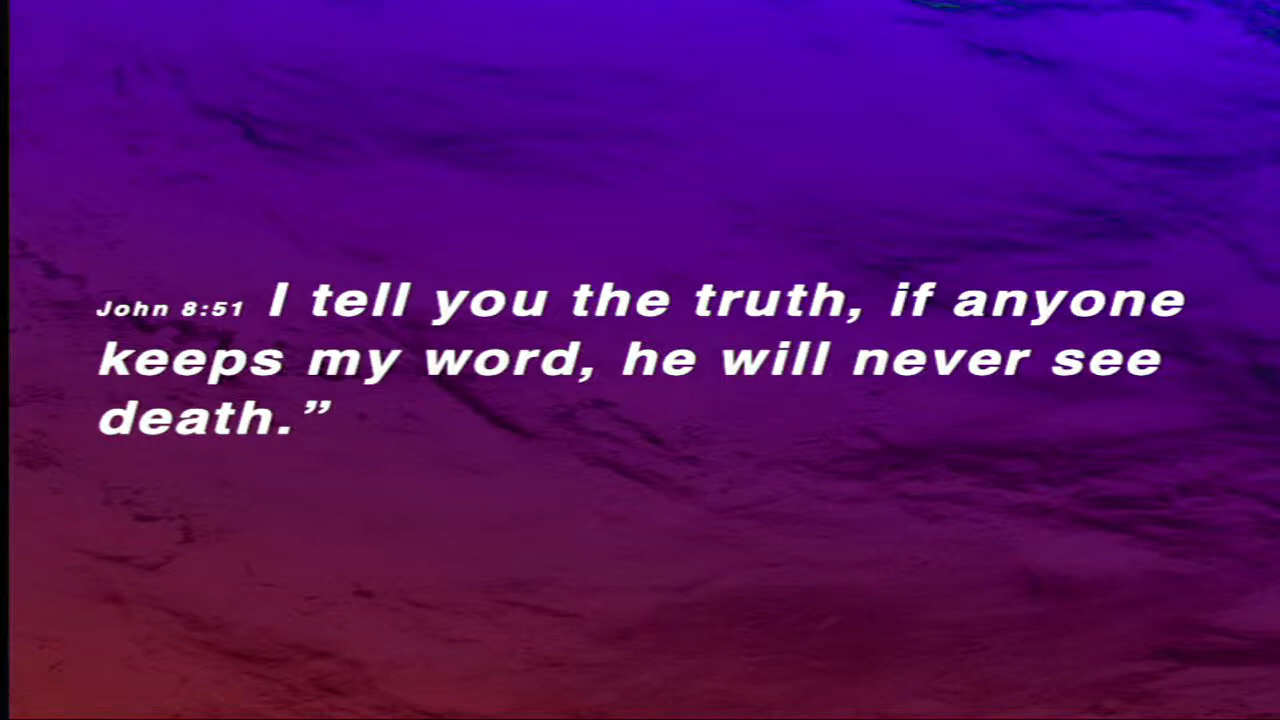 John 8:51 I tell you the truth, if anyone
keeps my word, he will never see
death.”